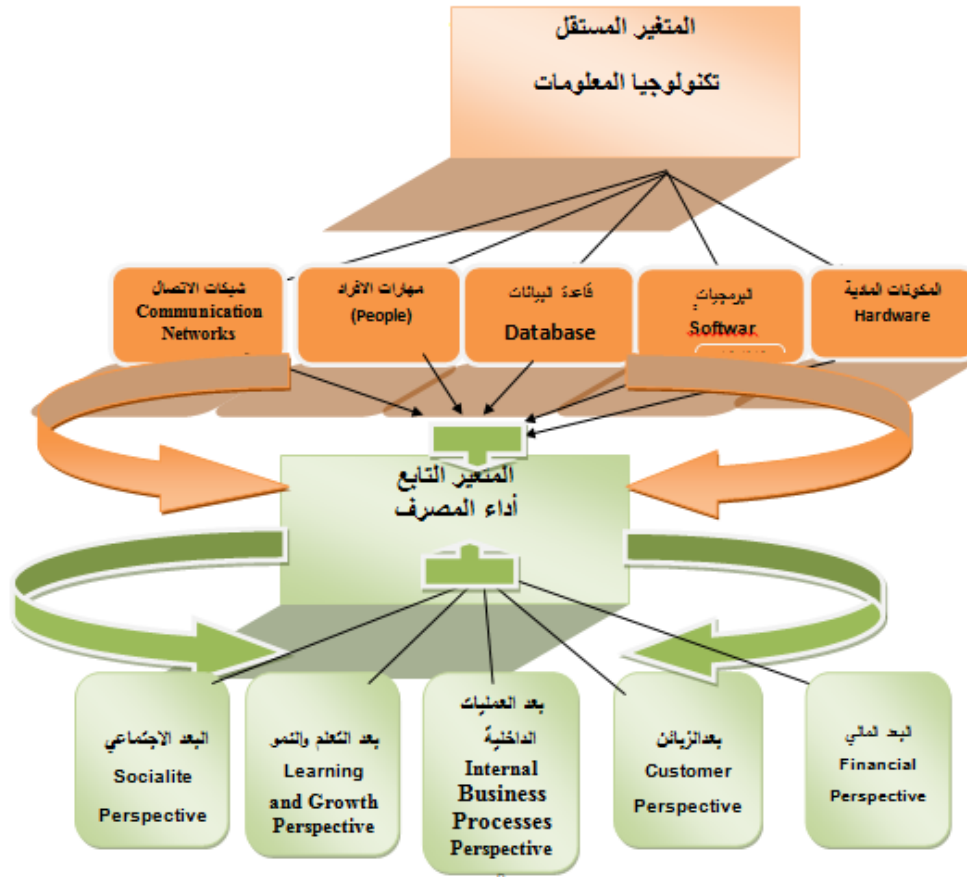 المتغير المستقل
تكنولوجيا المعلومات
المكونات المادية
Hardware
البرمجيات
Softwar
قاعدة البيانات
Database
مهارات الافراد
(People)
شبكات الاتصال
Communication
Networks
المتغير التابع
أداء المصرف
البعد المالي
Financial
Perspective
بعدالزبائن
Customer
Perspective
بعد العمليات
الداخلية
Internal
Business
Processes
Perspective
بعد التعلم والنمو
Learning
and Growth
Perspective
البعد الاجتماعي
Socialite
Perspective